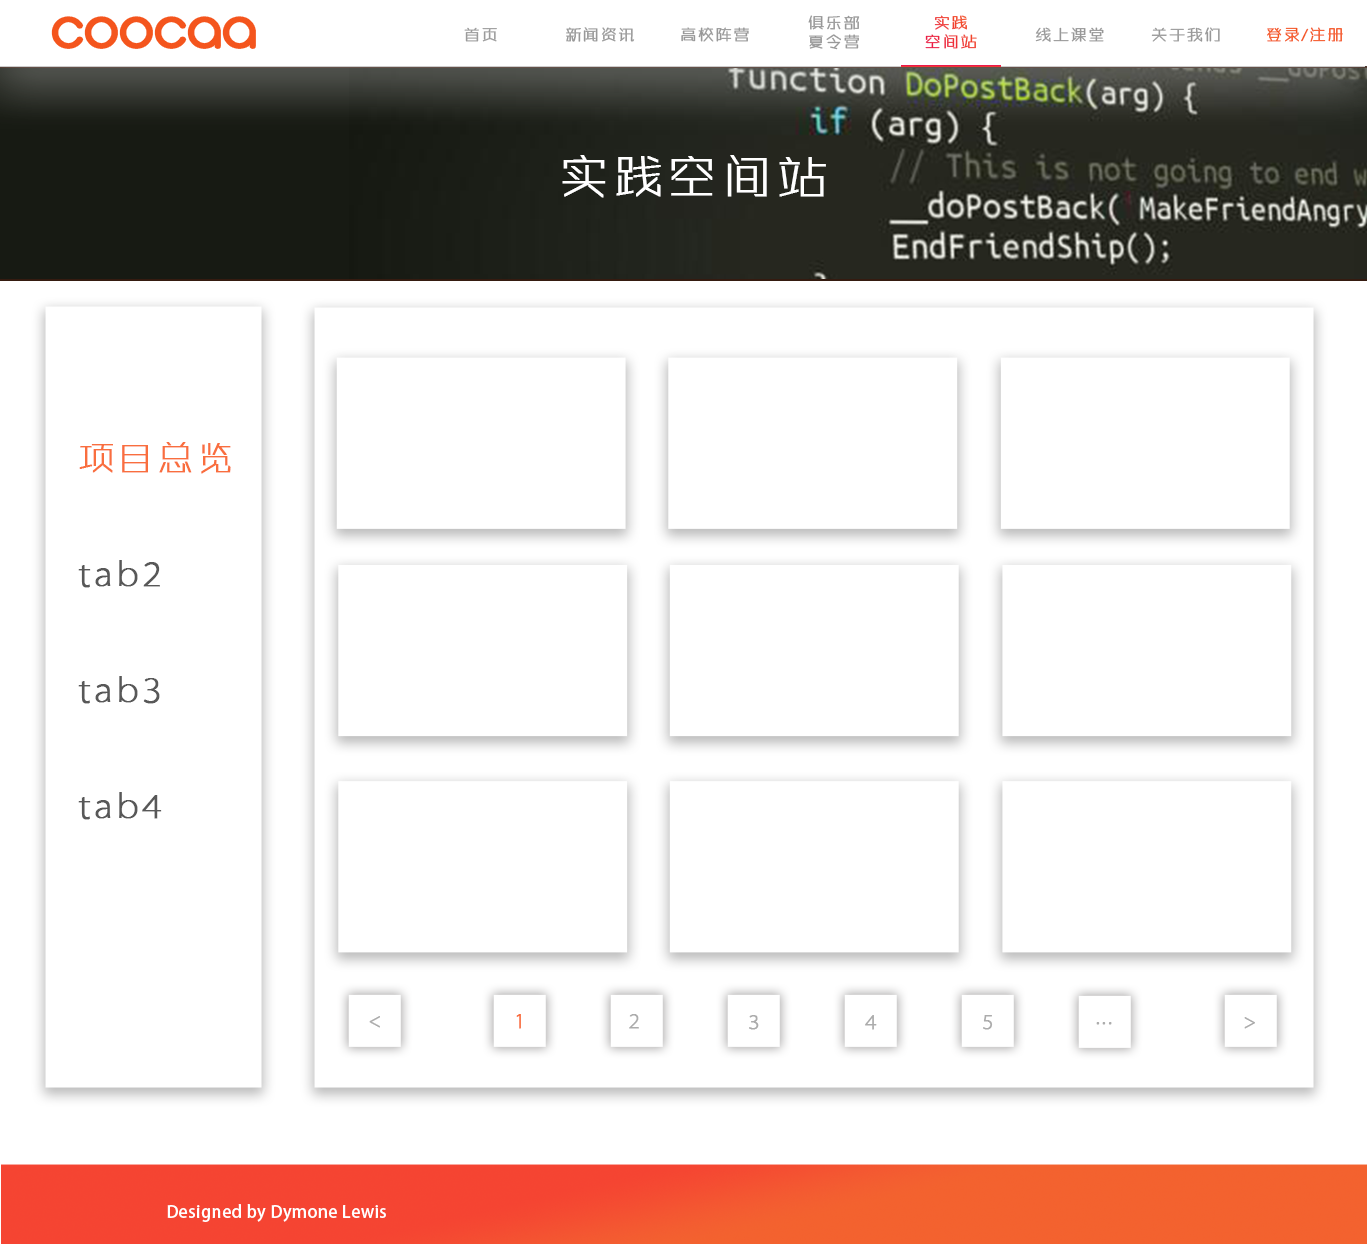 coocaa
首页
新闻资讯
高校阵营
俱乐部
夏令营
实践
空间站
线上课堂
关于我们
登录/注册
function DoPostBack(arg) {
if (arg) {
// This is not going to end w
__doPostBack('MakeFriendAngry
EndFriendShip();
}
实践空间站
项目总览
tab2
tab3
tab4
< 1 2 3 4 5 ··· >
Designed by Dymone Lewis